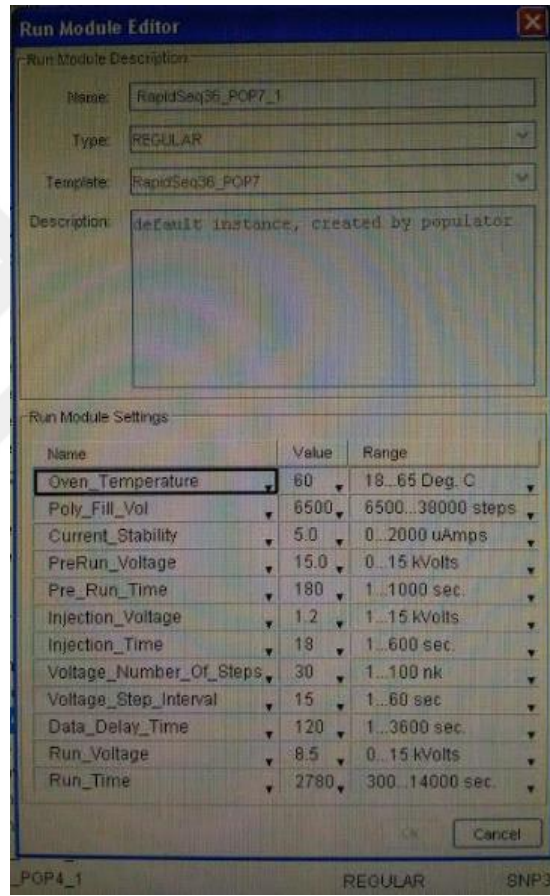 Run Module Editor
Run Module Description
Name: RapidSeq36_POP7_1
Type: REGULAR
Template: RapidSeq36_POP7
Description: default instance, created by populator
Run Module Settings
Name Value Range
Oven_Temperature 60 18...65 Deg. C
Poly_Fill_Vol 6500 6500...38000 steps
Current_Stability 5.0 0...2000 uAmps
PreRun_Voltage 15.0 0...15 kVolts
Pre_Run_Time 180 1...1000 sec.
Injection_Voltage 1.2 1...15 kVolts
Injection_Time 18 1...600 sec.
Voltage_Number_Of_Steps 30 1...100 nk
Voltage_Step_Interval 15 1...60 sec
Data_Delay_Time 120 1...3600 sec.
Run_Voltage 8.5 0...15 kVolts
Run_Time 2780 300...14000 sec.
Ok Cancel
_POP4_1 REGULAR SNP3